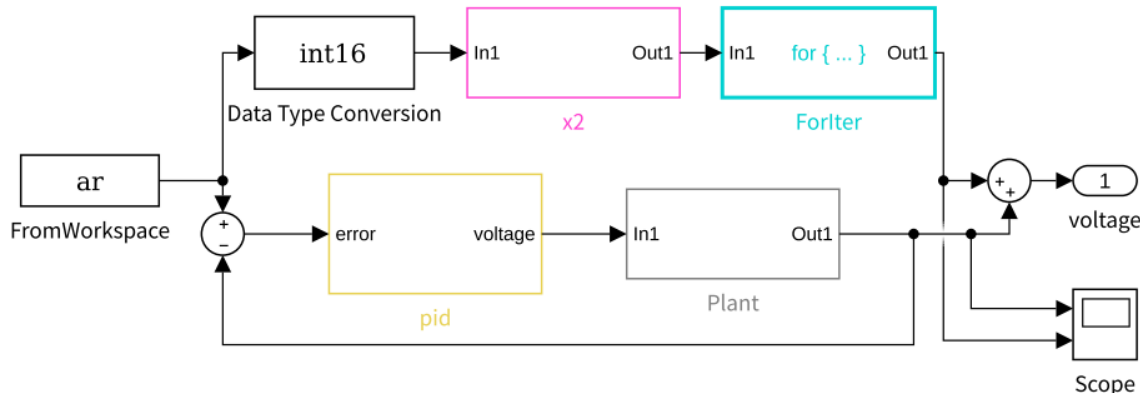 int16
Data Type Conversion
In1
Out1
x2
In1
for { ... }
Out1
ForIter
ar
FromWorkspace
+
−
error
voltage
pid
In1
Out1
Plant
+
+
1
voltage
Scope